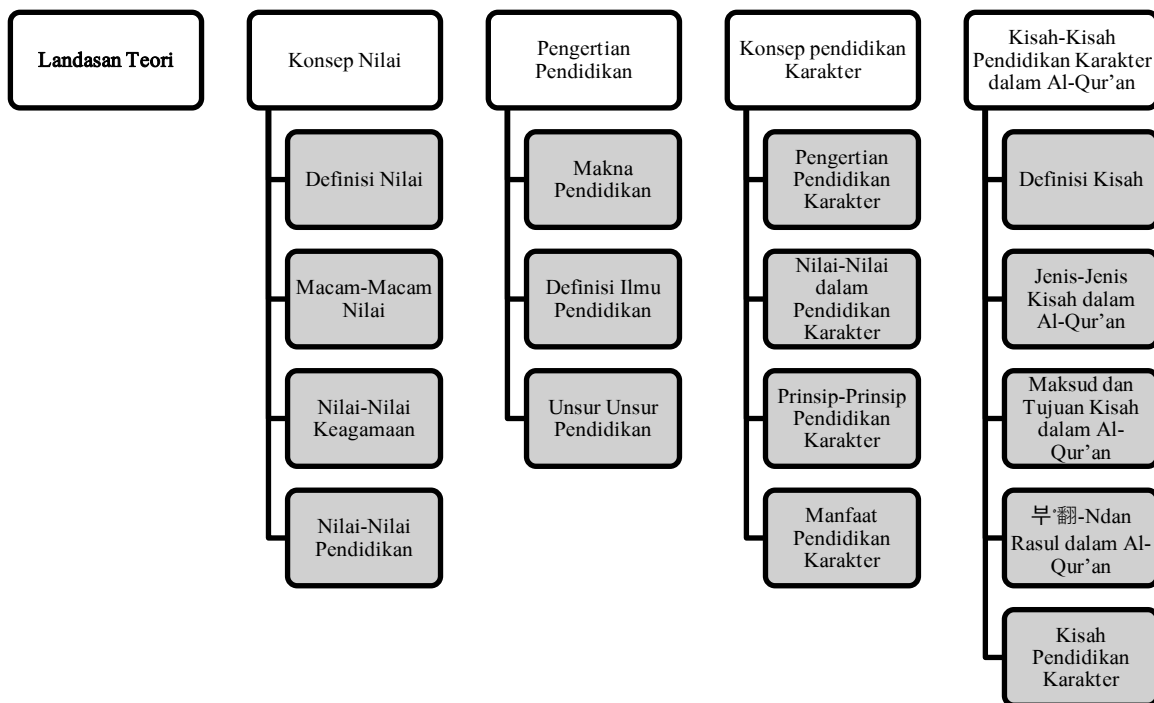 Landasan Teori
Konsep Nilai
Definisi Nilai
Macam-Macam
Nilai
Nilai-Nilai
Keagamaan
Nilai-Nilai
Pendidikan
Pengertian
Pendidikan
Makna
Pendidikan
Definisi Ilmu
Pendidikan
Unsur Unsur
Pendidikan
Konsep pendidikan
Karakter
Pengertian
Pendidikan
Karakter
Nilai-Nilai
dalam
Pendidikan
Karakter
Prinsip-Prinsip
Pendidikan
Karakter
Manfaat
Pendidikan
Karakter
Kisah-Kisah
Pendidikan Karakter
dalam Al-Qur’an
Definisi Kisah
Jenis-Jenis
Kisah dalam
Al-Qur’an
Maksud dan
Tujuan Kisah
dalam Al-
Qur’an
-Ndan
Rasul dalam Al-
Qur’an
Kisah
Pendidikan
Karakter